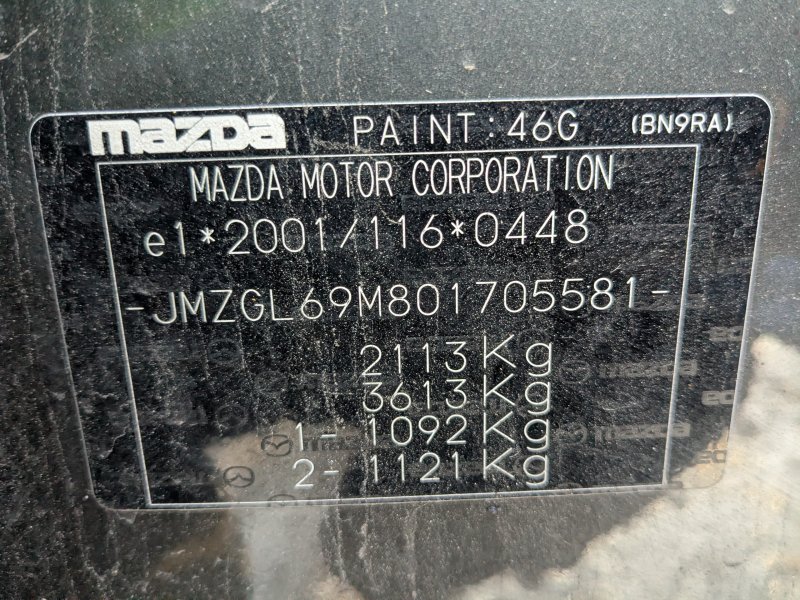 mazda PAINT: 46G (BN9RA)
MAZDA MOTOR CORPORATION
e1*2001/116*0448
-JMZGL69M801705581-
2113Kg
3613Kg
1- 1092Kg
2- 1121Kg